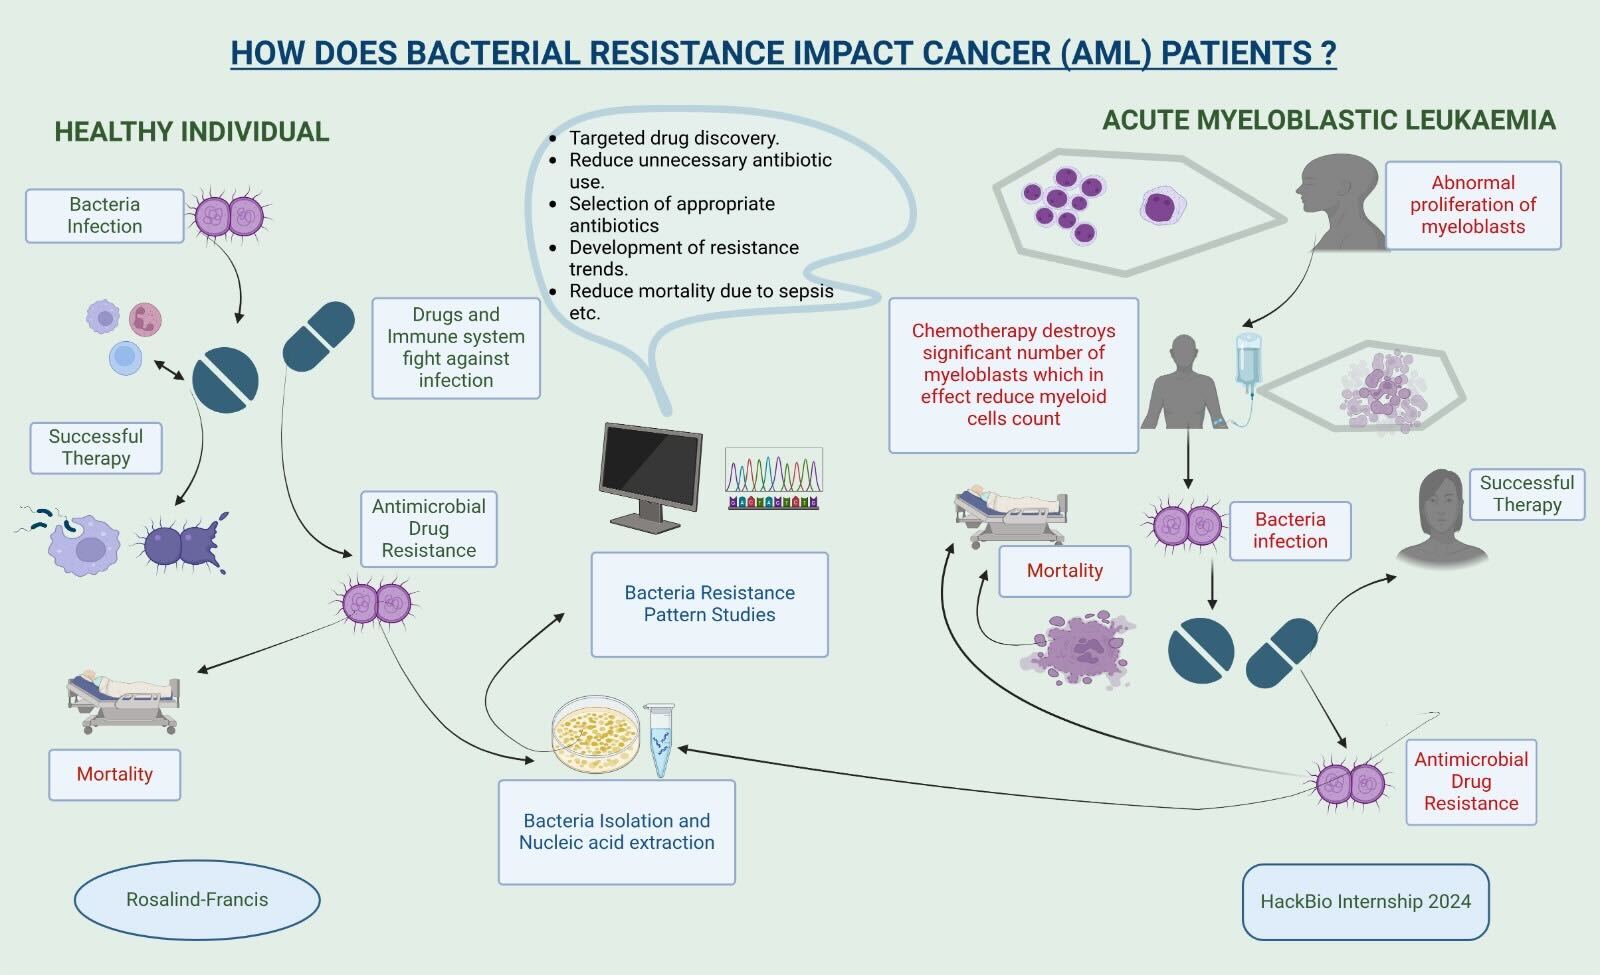 HOW DOES BACTERIAL RESISTANCE IMPACT CANCER (AML) PATIENTS ?
HEALTHY INDIVIDUAL
Bacteria
Infection
Drugs and
Immune system
fight against
infection
Successful
Therapy
Antimicrobial
Drug
Resistance
Mortality
• Targeted drug discovery.
• Reduce unnecessary antibiotic
use.
• Selection of appropriate
antibiotics
• Development of resistance
trends.
• Reduce mortality due to sepsis
etc.
Bacteria Resistance
Pattern Studies
Bacteria Isolation and
Nucleic acid extraction
ACUTE MYELOBLASTIC LEUKAEMIA
Abnormal
proliferation of
myeloblasts
Chemotherapy destroys
significant number of
myeloblasts which in
effect reduce myeloid
cells count
Bacteria
infection
Successful
Therapy
Mortality
Antimicrobial
Drug
Resistance
Rosalind-Francis
HackBio Internship 2024